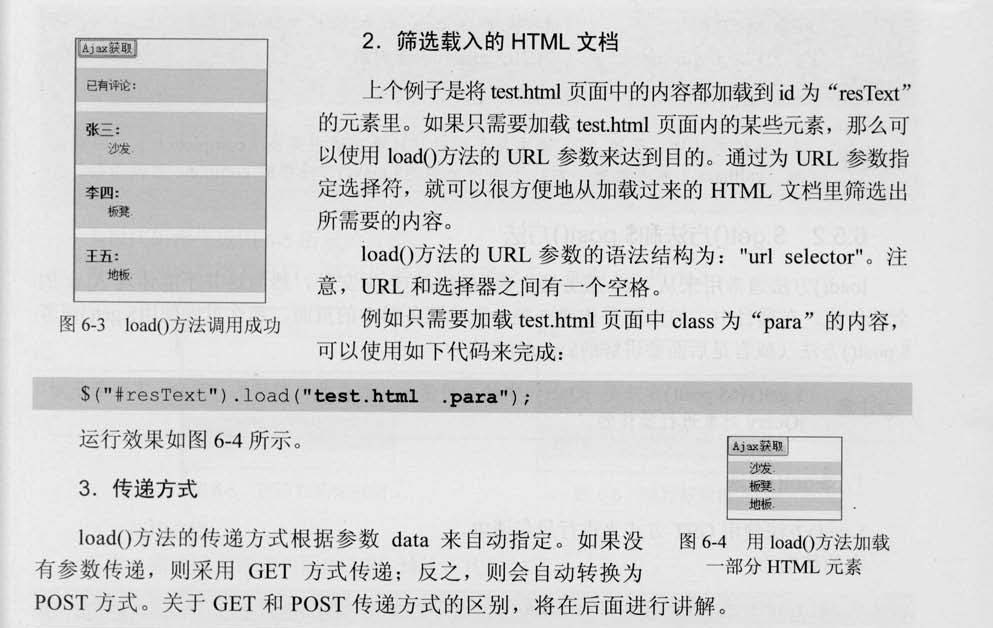 Ajax获取
已有评论：
张三：
沙发.
李四：
板凳.
王五：
地板.
图 6-3 load()方法调用成功
2．筛选载入的 HTML 文档
上个例子是将 test.html 页面中的内容都加载到 id 为“resText”
的元素里。如果只需要加载 test.html 页面内的某些元素，那么可
以使用 load()方法的 URL 参数来达到目的。通过为 URL 参数指
定选择符，就可以很方便地从加载过来的 HTML 文档里筛选出
所需要的内容。
load()方法的 URL 参数的语法结构为："url selector"。注
意，URL 和选择器之间有一个空格。
例如只需要加载 test.html 页面中 class 为“para”的内容，
可以使用如下代码来完成：
$("#resText").load("test.html .para");
运行效果如图 6-4 所示。
Ajax获取
沙发.
板凳.
地板.
图 6-4 用 load()方法加载
一部分 HTML 元素
3．传递方式
load()方法的传递方式根据参数 data 来自动指定。如果没
有参数传递，则采用 GET 方式传递；反之，则会自动转换为
POST 方式。关于 GET 和 POST 传递方式的区别，将在后面进行讲解。